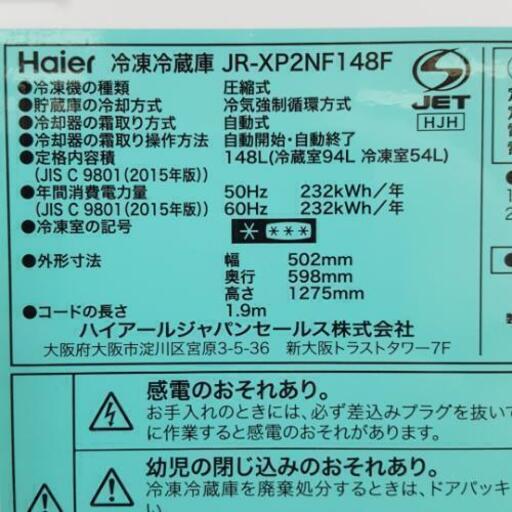 Haier 冷凍冷蔵庫 JR-XP2NF148F
S JET
HJH
●冷凍機の種類 圧縮式
●貯蔵庫の冷却方式 冷気強制循環方式
●冷却器の霜取り方式 自動式
●冷却器の霜取り操作方法 自動開始・自動終了
●定格内容積 148L(冷蔵室94L 冷凍室54L)
(JIS C 9801(2015年版))
●年間消費電力量 50Hz 232kWh/年
(JIS C 9801(2015年版)) 60Hz 232kWh/年
●冷凍室の記号 * ***
●外形寸法 幅 502mm
奥行 598mm
高さ 1275mm
●コードの長さ 1.9m
ハイアールジャパンセールス株式会社
大阪府大阪市淀川区宮原3-5-36 新大阪トラストタワー7F
感電のおそれあり。
お手入れのときには、必ず差込みプラグを抜いて
に作業すると感電のおそれがあります。
幼児の閉じ込めのおそれあり。
冷凍冷蔵庫を廃棄処分するときは、ドアパッキ
い。